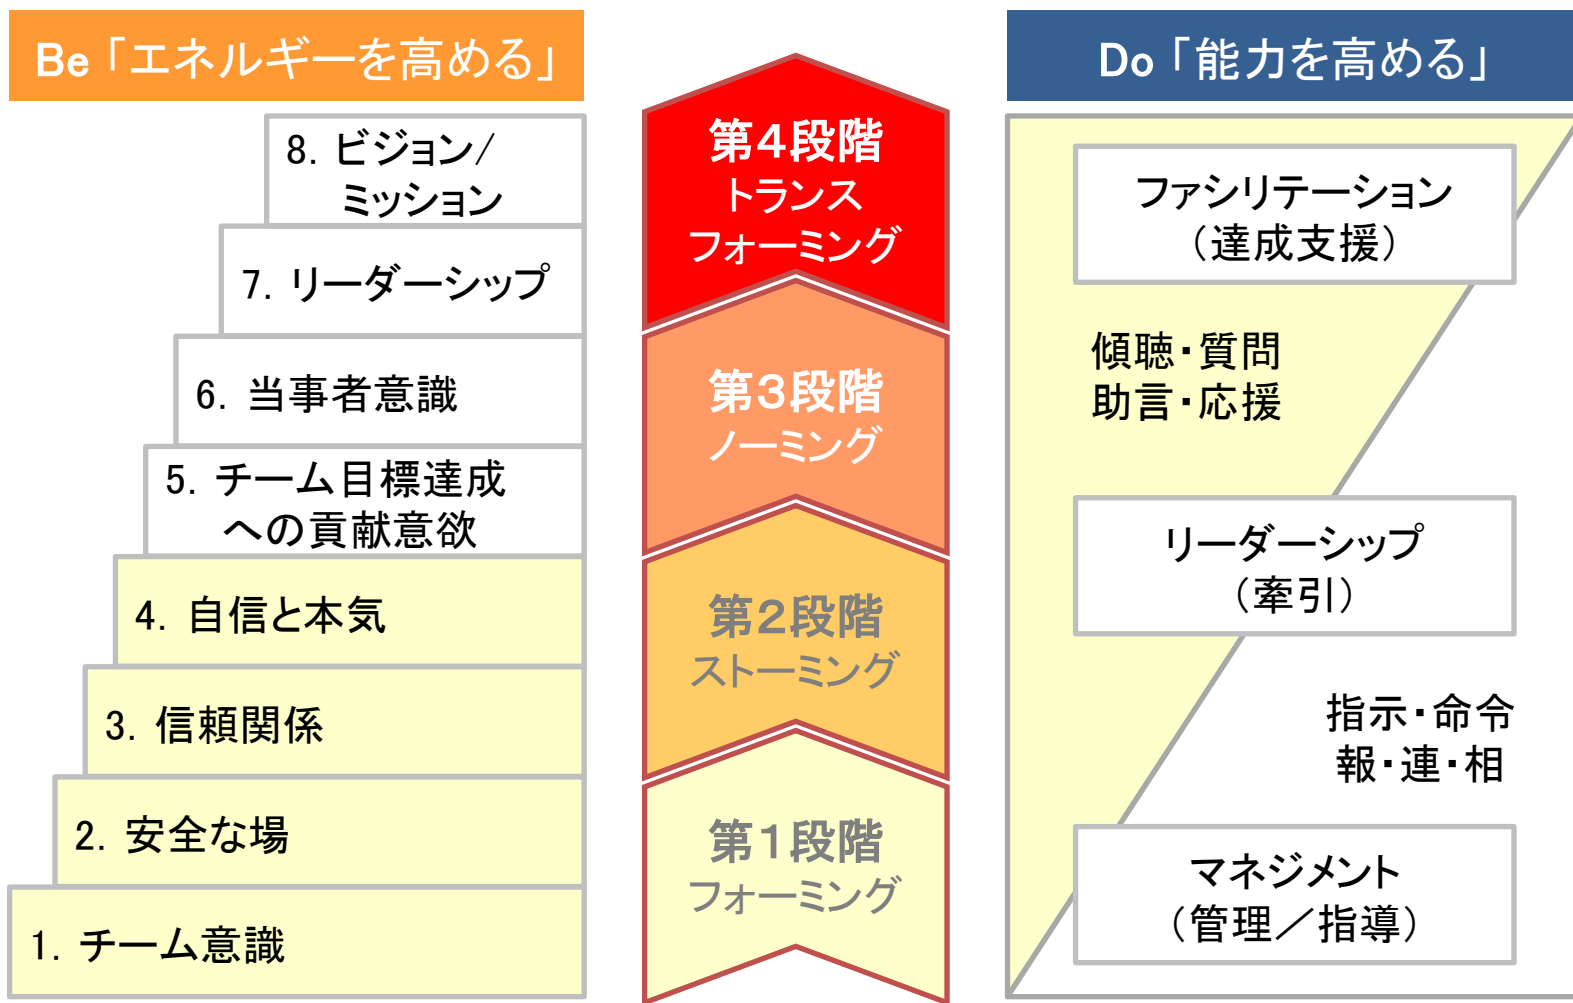 Be「エネルギーを高める」
8. ビジョン/
ミッション
7. リーダーシップ
6. 当事者意識
5. チーム目標達成
への貢献意欲
4. 自信と本気
3. 信頼関係
2. 安全な場
1. チーム意識
第4段階
トランス
フォーミング
第3段階
ノーミング
第2段階
ストーミング
第1段階
フォーミング
Do「能力を高める」
ファシリテーション
(達成支援)
傾聴・質問
助言・応援
リーダーシップ
(牽引)
指示・命令
報・連・相
マネジメント
(管理/指導)